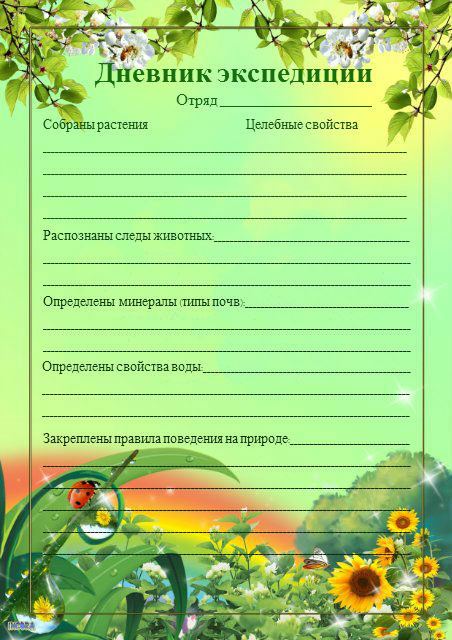 Дневник экспедиции
Отряд
Собраны растения Целебные свойства
Распознаны следы животных:
Определены минералы (типы почв):
Определены свойства воды:
Закреплены правила поведения на природе: